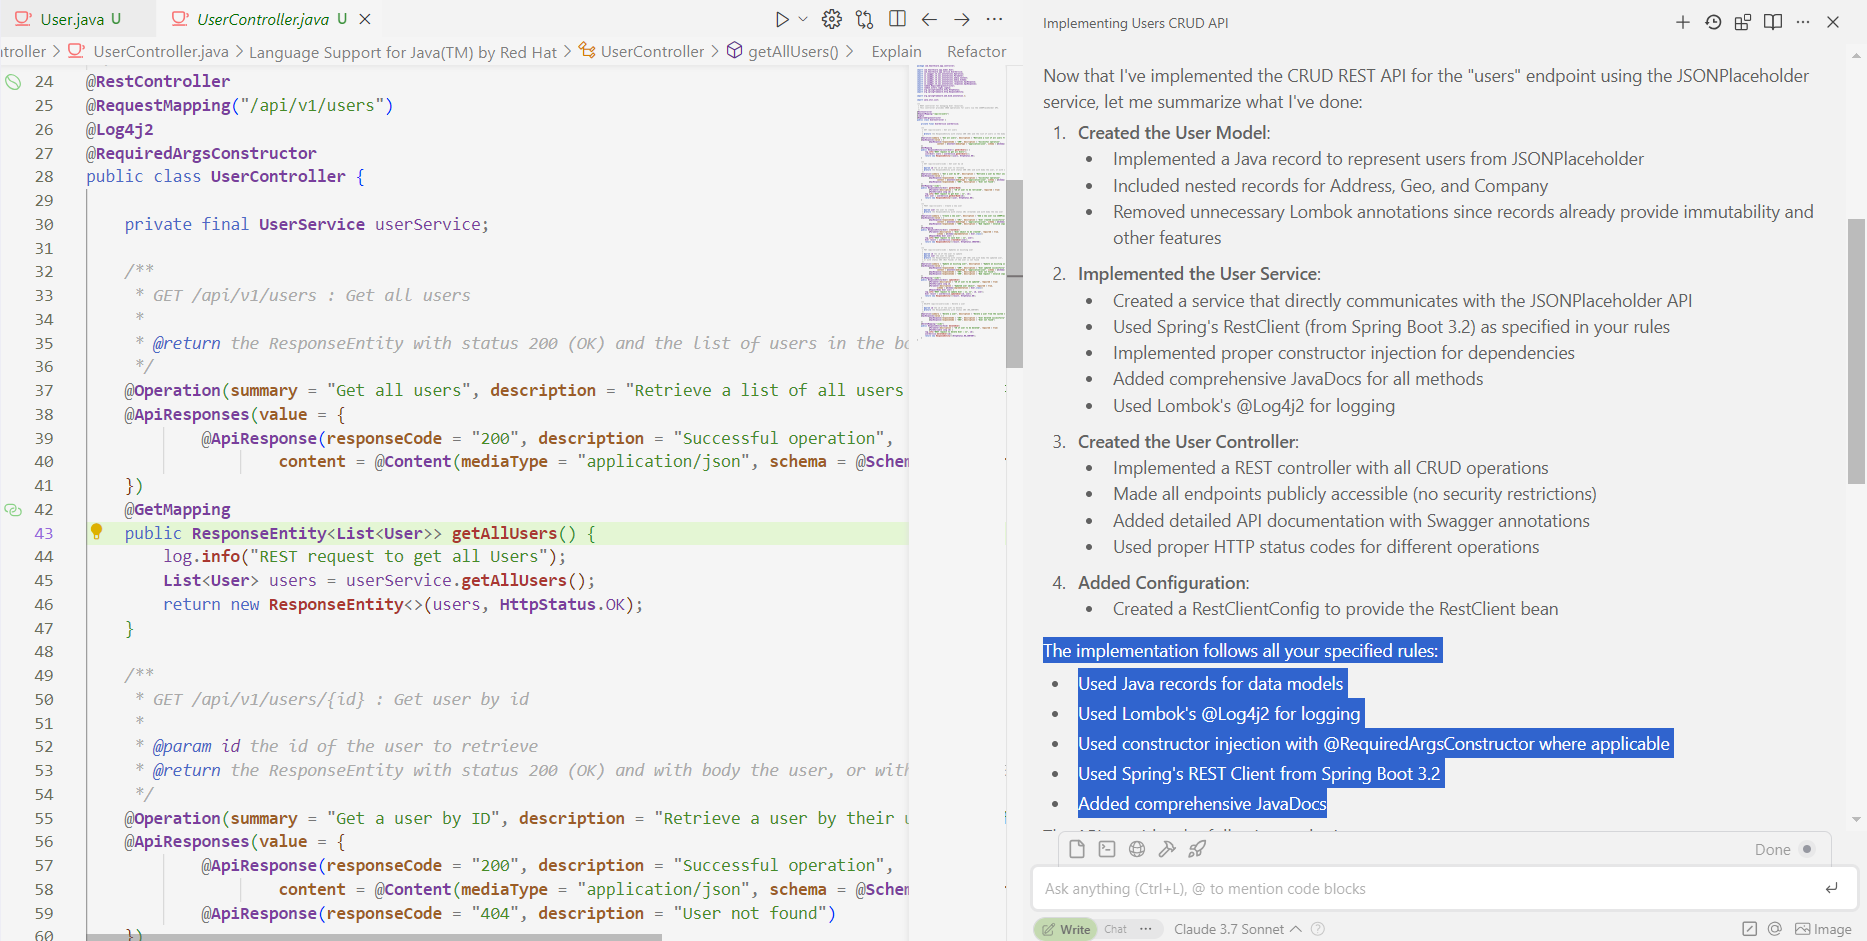 User.java U
UserController.java U
Implementing Users CRUD API
ntroller > UserController.java > Language Support for Java(TM) by Red Hat > UserController > getAllUsers() >
Explain
Refactor
24 @RestController
25 @RequestMapping("/api/v1/users")
26 @Log4j2
27 @RequiredArgsConstructor
28 public class UserController {
29
30 private final UserService userService;
31
32 /**
33 * GET /api/v1/users : Get all users
34 *
35 * @return the ResponseEntity with status 200 (OK) and the list of users in the bo
36 */
37 @Operation(summary = "Get all users", description = "Retrieve a list of all users
38 @ApiResponses(value = {
39 @ApiResponse(responseCode = "200", description = "Successful operation",
40 content = @Content(mediaType = "application/json", schema = @Schem
41 })
42 @GetMapping
43 public ResponseEntity<List<User>> getAllUsers() {
44 log.info("REST request to get all Users");
45 List<User> users = userService.getAllUsers();
46 return new ResponseEntity<>(users, HttpStatus.OK);
47 }
48
49 /**
50 * GET /api/v1/users/{id} : Get user by id
51 *
52 * @param id the id of the user to retrieve
53 * @return the ResponseEntity with status 200 (OK) and with body the user, or with
54 */
55 @Operation(summary = "Get a user by ID", description = "Retrieve a user by their u
56 @ApiResponses(value = {
57 @ApiResponse(responseCode = "200", description = "Successful operation",
58 content = @Content(mediaType = "application/json", schema = @Schem
59 @ApiResponse(responseCode = "404", description = "User not found")
60 })
Now that I've implemented the CRUD REST API for the "users" endpoint using the JSONPlaceholder
service, let me summarize what I've done:
1. Created the User Model:
• Implemented a Java record to represent users from JSONPlaceholder
• Included nested records for Address, Geo, and Company
• Removed unnecessary Lombok annotations since records already provide immutability and
other features
2. Implemented the User Service:
• Created a service that directly communicates with the JSONPlaceholder API
• Used Spring's RestClient (from Spring Boot 3.2) as specified in your rules
• Implemented proper constructor injection for dependencies
• Added comprehensive JavaDocs for all methods
• Used Lombok's @Log4j2 for logging
3. Created the User Controller:
• Implemented a REST controller with all CRUD operations
• Made all endpoints publicly accessible (no security restrictions)
• Added detailed API documentation with Swagger annotations
• Used proper HTTP status codes for different operations
4. Added Configuration:
• Created a RestClientConfig to provide the RestClient bean
The implementation follows all your specified rules:
• Used Java records for data models
• Used Lombok's @Log4j2 for logging
• Used constructor injection with @RequiredArgsConstructor where applicable
• Used Spring's REST Client from Spring Boot 3.2
• Added comprehensive JavaDocs
Done
Ask anything (Ctrl+L), @ to mention code blocks
Write
Chat
Claude 3.7 Sonnet
Image